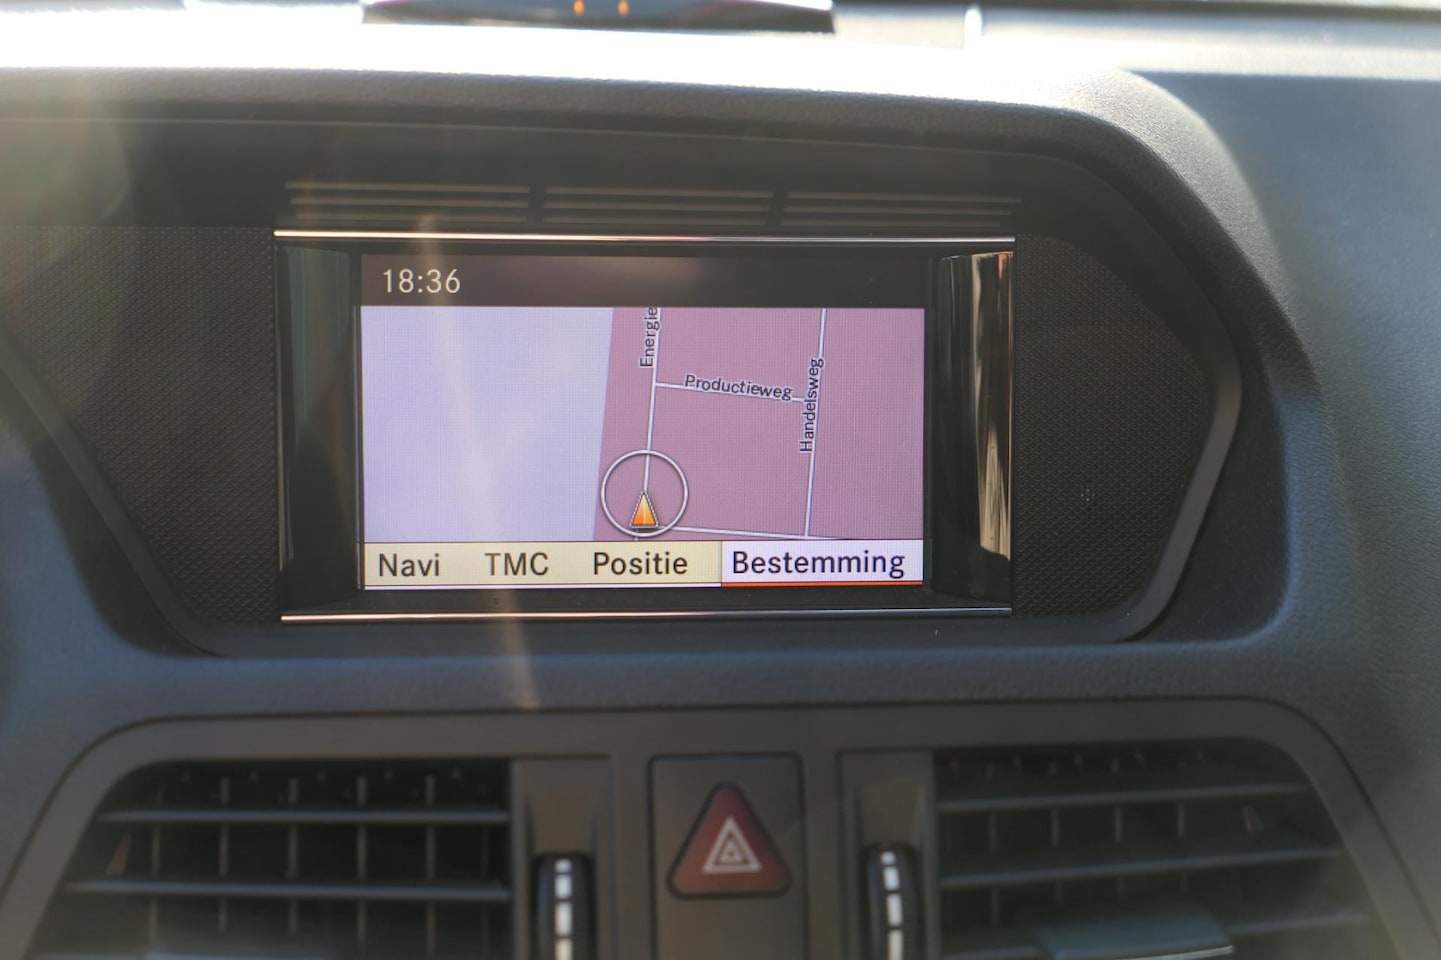 18:36
Energie
Productieweg
Handelsweg
Navi TMC Positie Bestemming